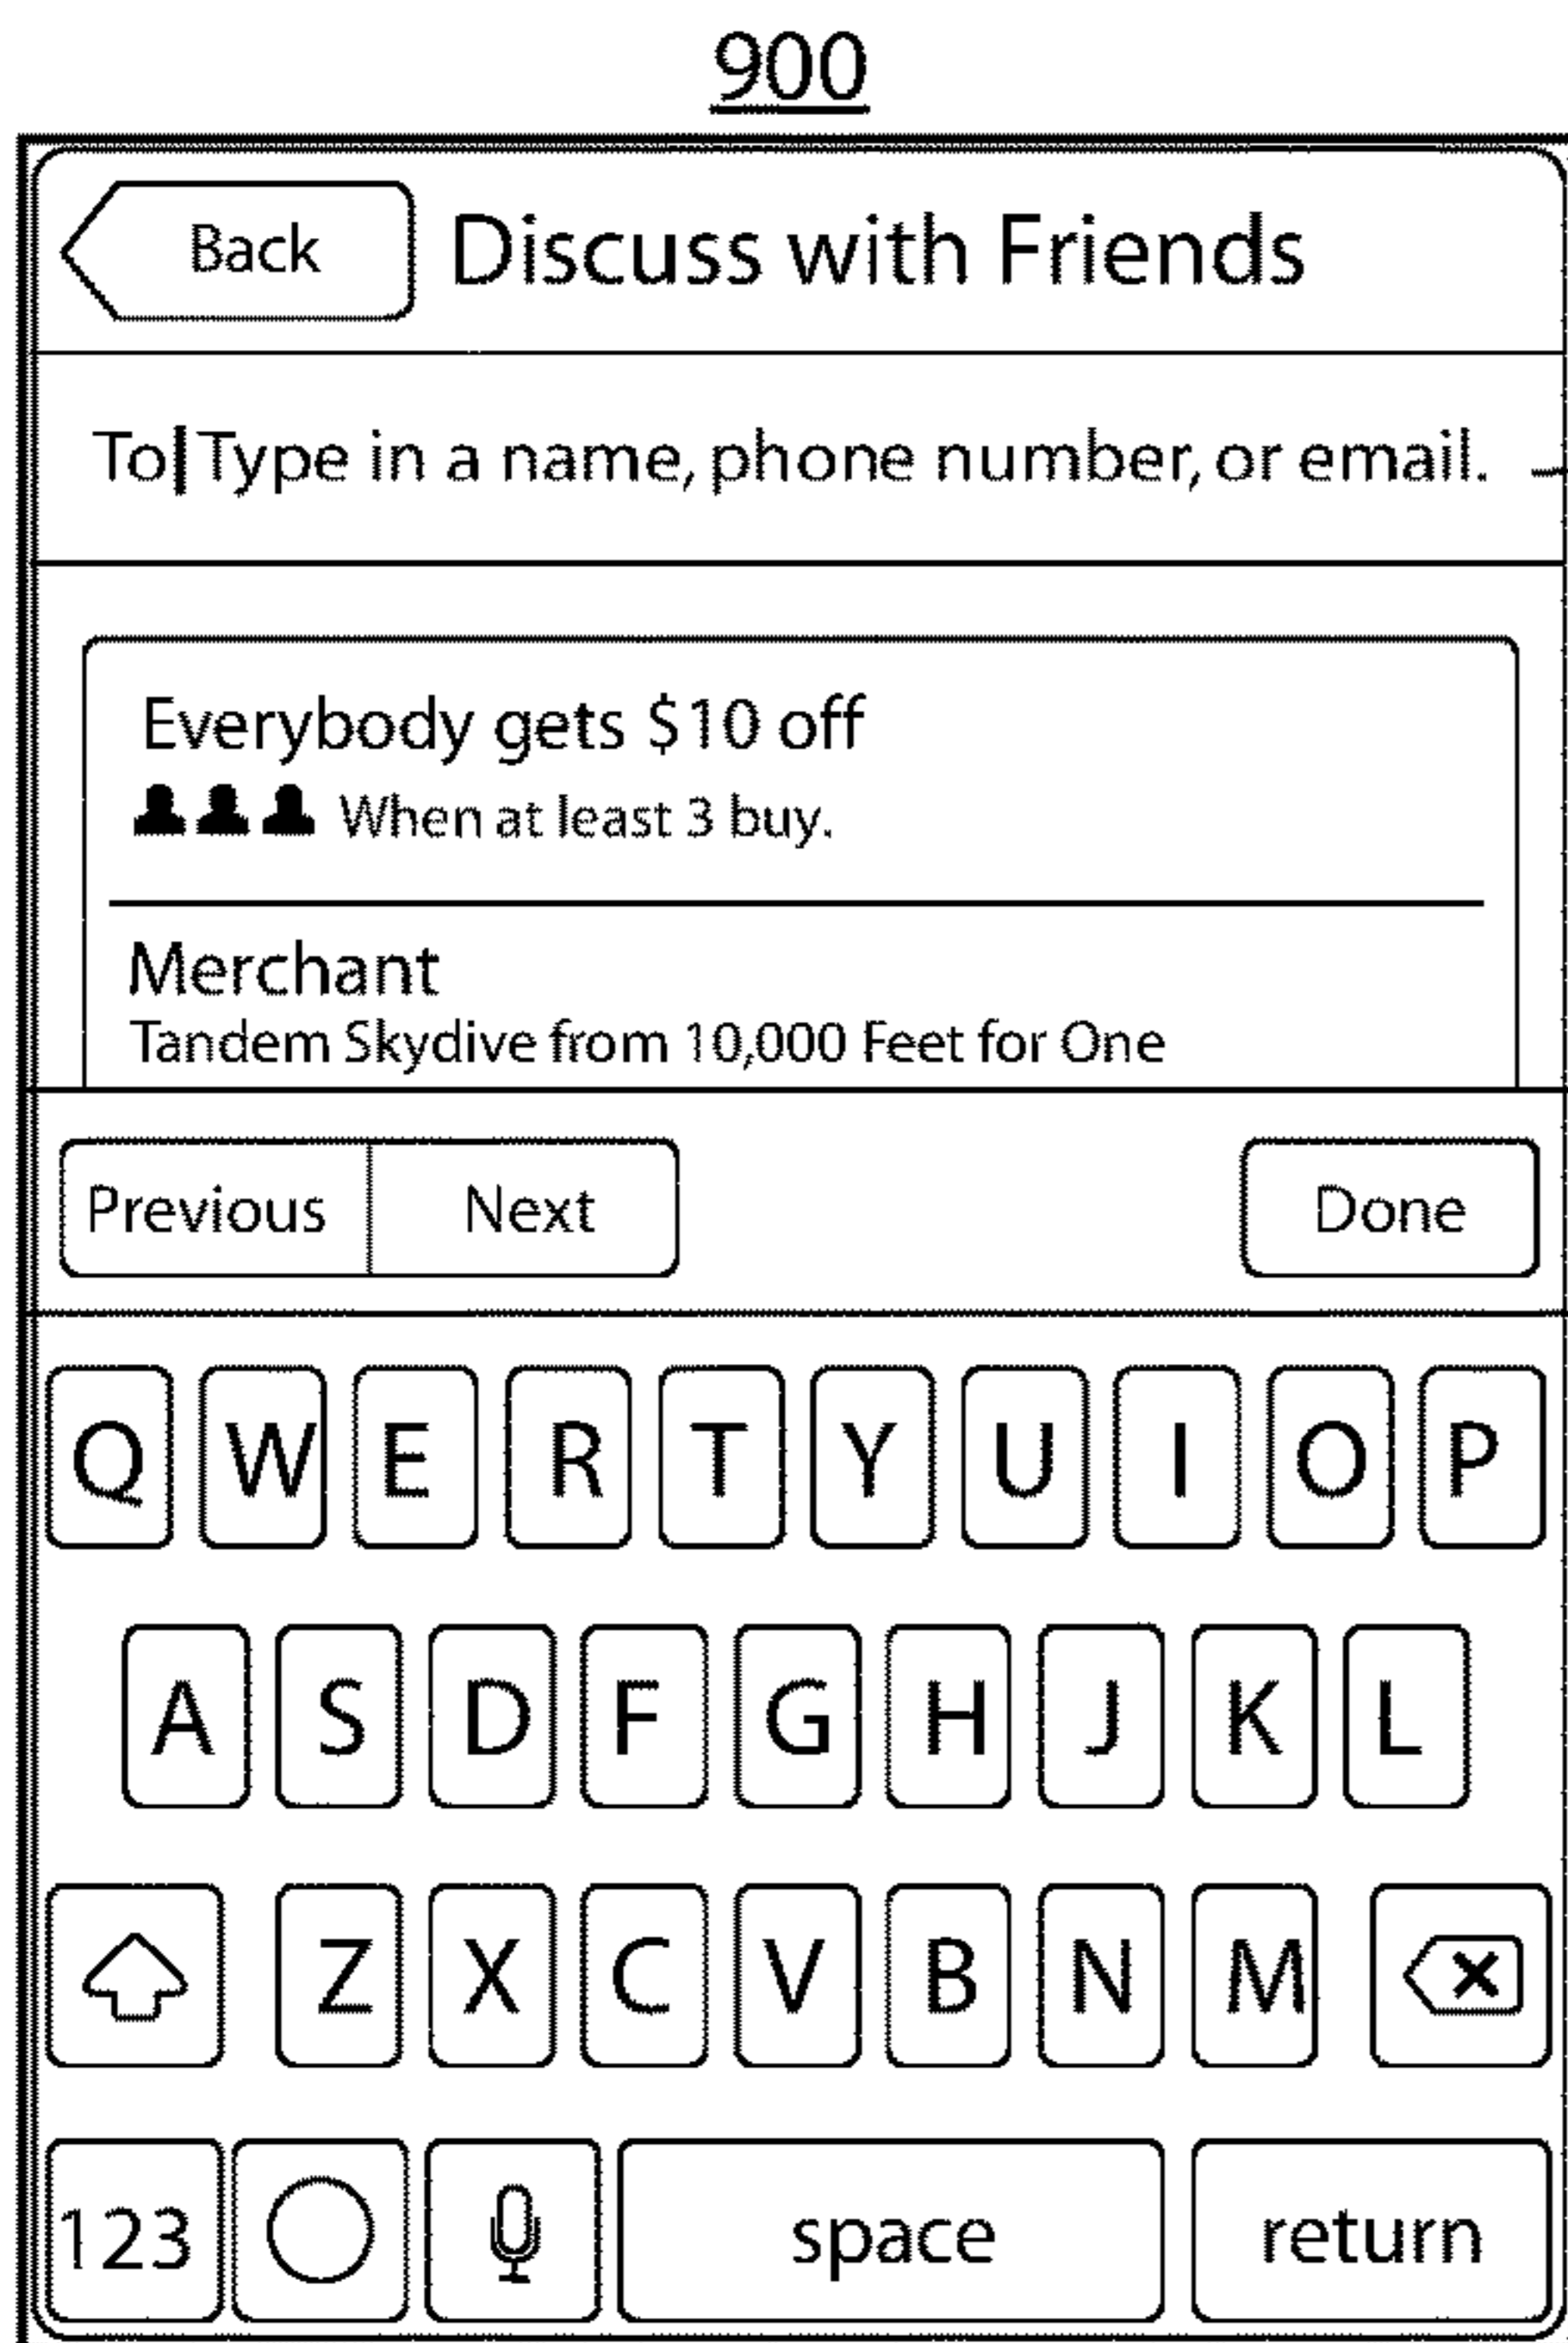 900
Back Discuss with Friends
To Type in a name, phone number, or email.
Everybody gets $10 off
When at least 3 buy.
Merchant
Tandem Skydive from 10,000 Feet for One
Previous Next Done
Q W E R T Y U I O P
A S D F G H J K L
Z X C V B N M
123 space return